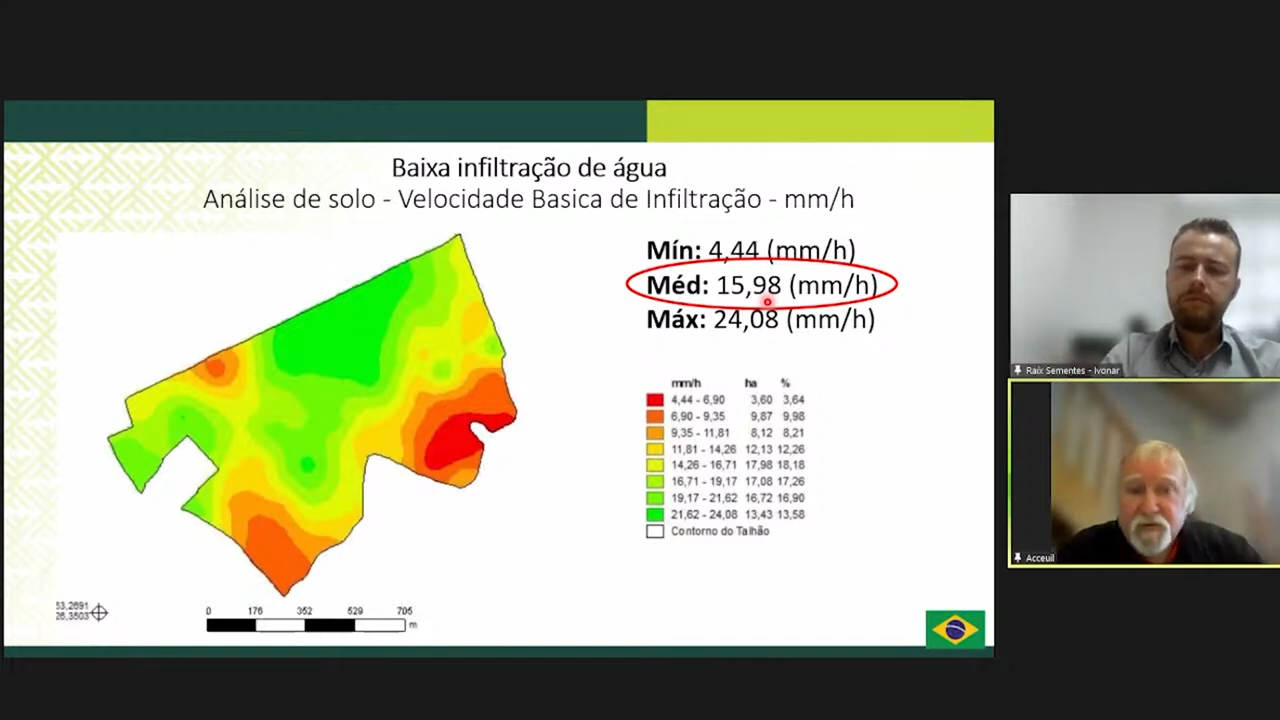 Baixa infiltração de água
Análise de solo - Velocidade Basica de Infiltração - mm/h
Mín: 4,44 (mm/h)
Méd: 15,98 (mm/h)
Máx: 24,08 (mm/h)
mm/h ha %
4,44 - 6,90 3,60 3,64
6,90 - 9,35 9,87 9,98
9,35 - 11,81 8,12 8,21
11,81 - 14,26 12,13 12,26
14,26 - 16,71 17,98 18,18
16,71 - 19,17 17,08 17,26
19,17 - 21,62 16,72 16,90
21,62 - 24,08 13,43 13,58
Contorno do Talhão
53,2691
26,3503
0 176 352 529 705
m
Raix Sementes - Ivonar
Acceuil